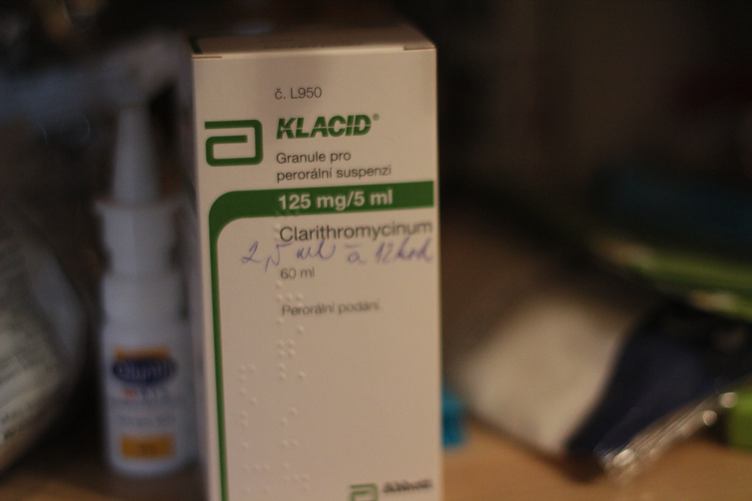 č. L950
KLACID®
Granule pro
perorální suspenzi
125 mg/5 ml
Clarithromycinum
2,5 ml à 12 hod
60 ml
Perorální podání